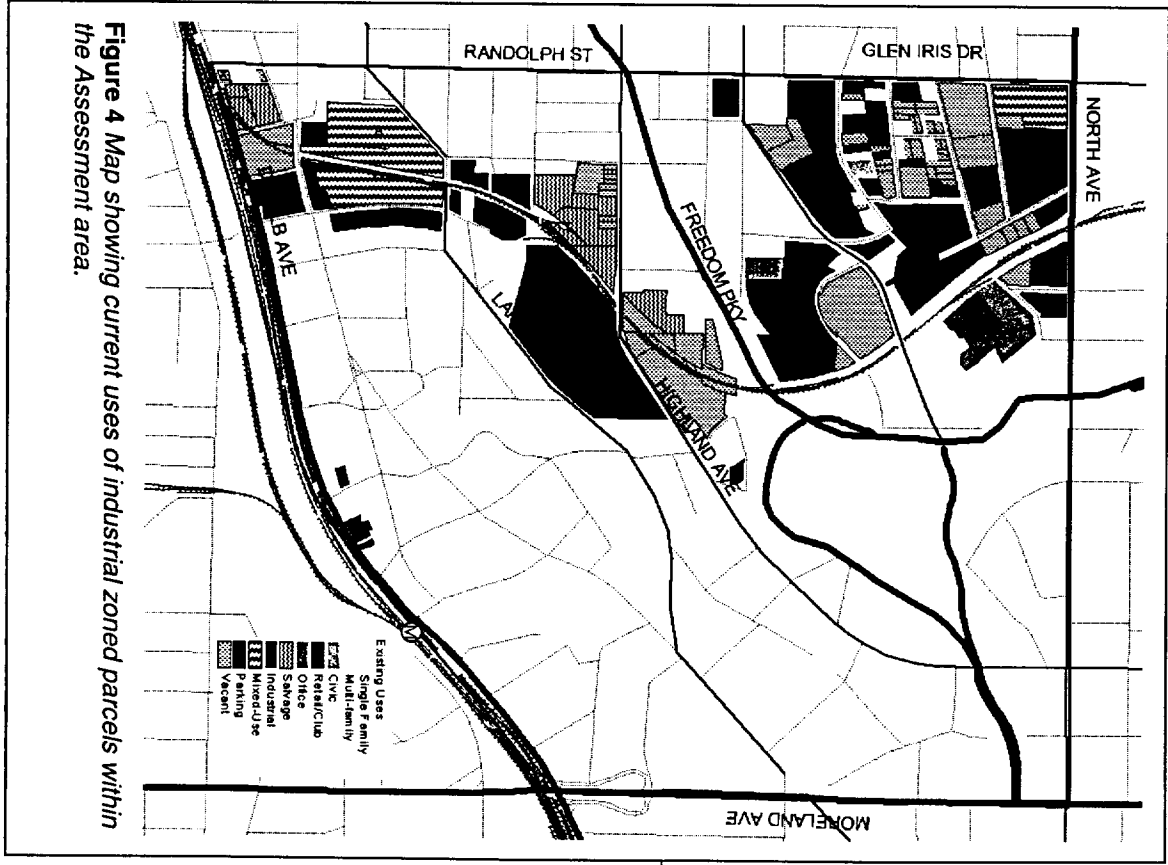 RANDOLPH ST
GLEN IRIS DR
NORTH AVE
FREEDOM PKY
HIGHLAND AVE
LA
B AVE
MORELAND AVE
M
Existing Uses
Single Family
Multi-family
Civic
Retail/Club
Office
Salvage
Industrial
Mixed-Use
Parking
Vacant
Figure 4 Map showing current uses of industrial zoned parcels within
the Assessment area.